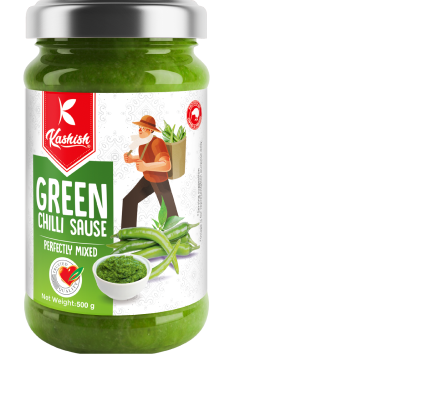 Kashish
GREEN
CHILLI SAUSE
PERFECTLY MIXED
Net Weight:500 g